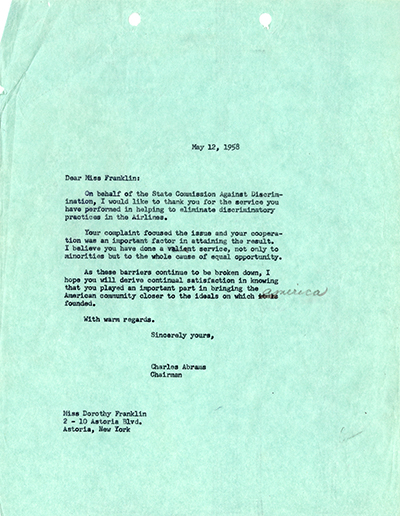 May 12, 1958
Dear Miss Franklin:
On behalf of the State Commission Against Discrim-
ination, I would like to thank you for the service you
have performed in helping to eliminate discriminatory
practices in the Airlines.
Your complaint focused the issue and your coopera-
tion was an important factor in attaining the result.
I believe you have done a valient service, not only to
minorities but to the whole cause of equal opportunity.
As these barriers continue to be broken down, I
hope you will derive continual satisfaction in knowing
that you played an important part in bringing the
america
American community closer to the ideals on which
founded.
With warm regards.
Sincerely yours,
Charles Abrams
Chairman
Miss Dorothy Franklin
2 - 10 Astoria Blvd.
Astoria, New York